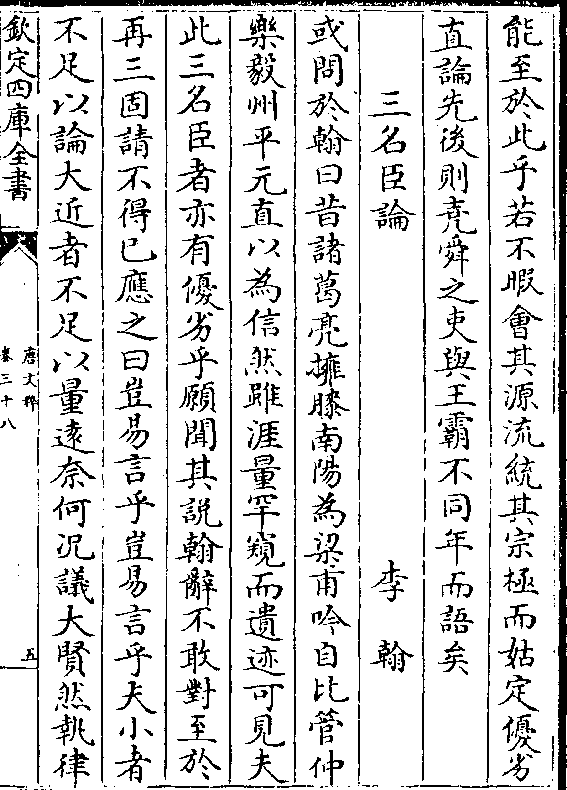 能至於此乎若不暇會其源流統其宗極而姑定優劣
直論先後則堯舜之吏與王霸不同年而語矣
三名臣論 李翰
或問於翰曰昔諸葛亮擁膝南陽為梁甫吟自比管仲
樂毅州平元直以為信然雖涯量罕窺而遺迹可見夫
此三名臣者亦有優劣乎願聞其説翰辭不敢對至於
再三固請不得已應之曰豈易言乎豈易言乎夫小者
不足以論大近者不足以量遠奈何況議大賢然執律
欽定四庫全書
唐文粹
卷三十八
五